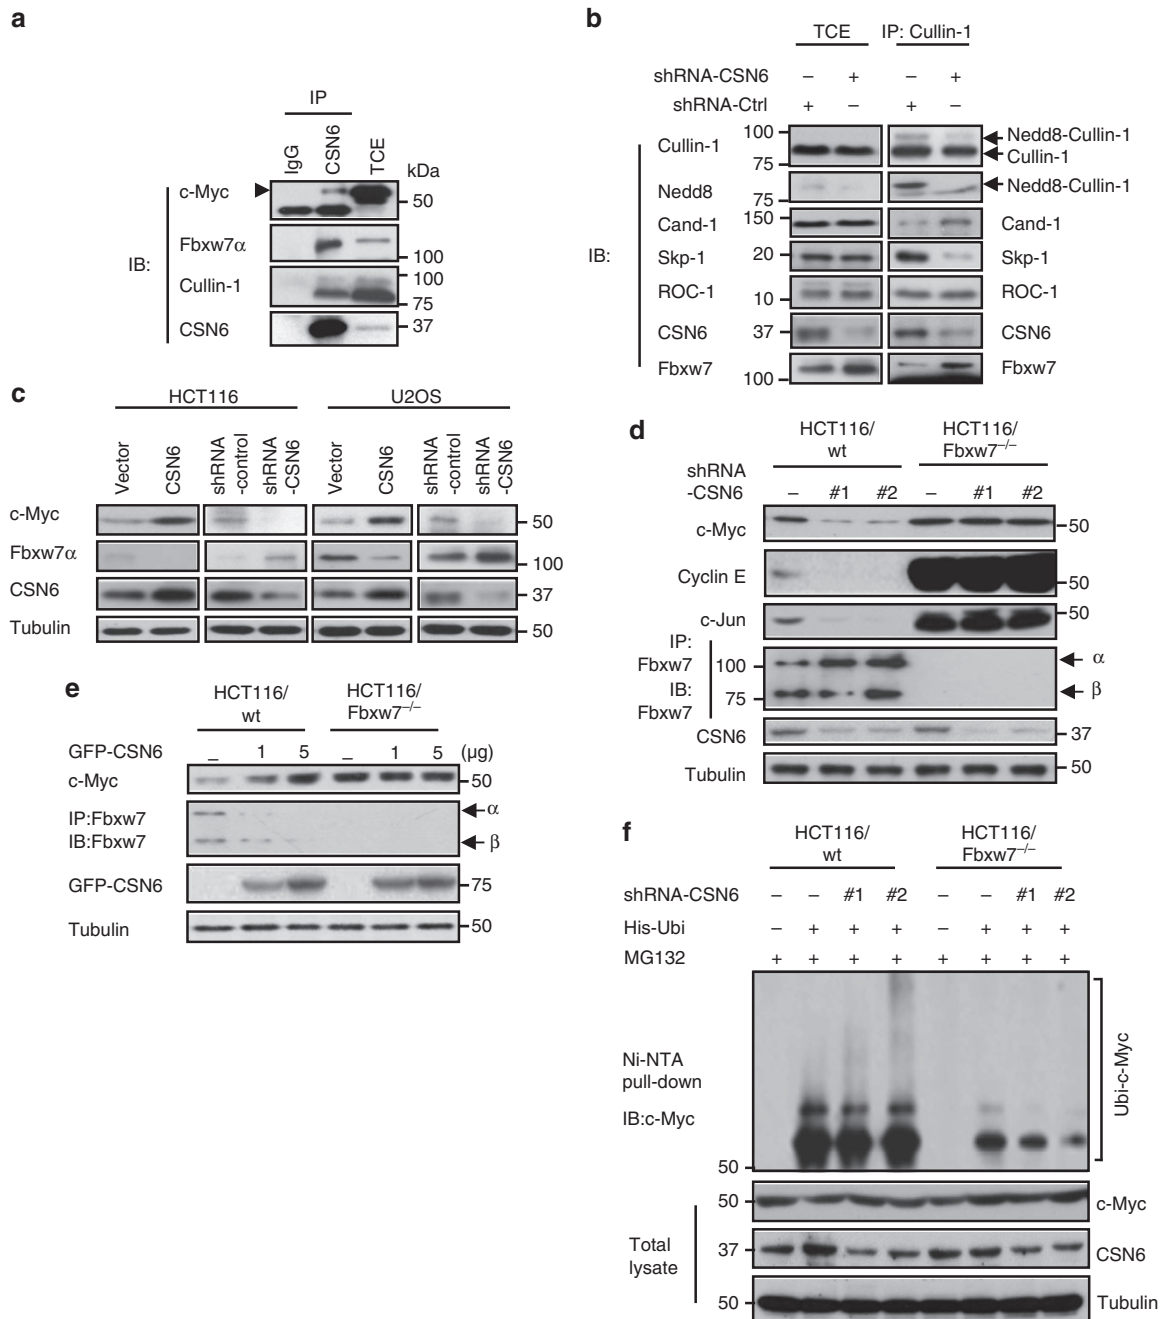 a
IP
IgG
CSN6
TCE
kDa
IB:
c-Myc
50
Fbxw7α
100
Cullin-1
100
75
CSN6
37
b
TCE
IP: Cullin-1
shRNA-CSN6
– + – +
shRNA-Ctrl
+ – + –
IB:
Cullin-1
100
75
Nedd8-Cullin-1
Cullin-1
Nedd8
75
Nedd8-Cullin-1
Cand-1
150
Cand-1
Skp-1
20
Skp-1
ROC-1
10
ROC-1
CSN6
37
CSN6
Fbxw7
100
Fbxw7
c
HCT116
U2OS
Vector
CSN6
shRNA
-control
shRNA
-CSN6
Vector
CSN6
shRNA
-control
shRNA
-CSN6
c-Myc
50
Fbxw7α
100
CSN6
37
Tubulin
50
d
HCT116/
wt
HCT116/
Fbxw7–/–
shRNA
-CSN6
– #1 #2 – #1 #2
c-Myc
50
Cyclin E
50
c-Jun
50
IP:
Fbxw7
IB:
Fbxw7
100
75
α
β
CSN6
37
Tubulin
50
e
HCT116/
wt
HCT116/
Fbxw7–/–
GFP-CSN6
– 1 5 – 1 5 (μg)
c-Myc
50
IP:Fbxw7
IB:Fbxw7
α
β
GFP-CSN6
75
Tubulin
50
f
HCT116/
wt
HCT116/
Fbxw7–/–
shRNA-CSN6
– – #1 #2 – – #1 #2
His-Ubi
– + + + – + + +
MG132
+ + + + + + + +
Ni-NTA
pull-down
IB:c-Myc
50
Ubi-c-Myc
Total
lysate
50
c-Myc
37
CSN6
50
Tubulin